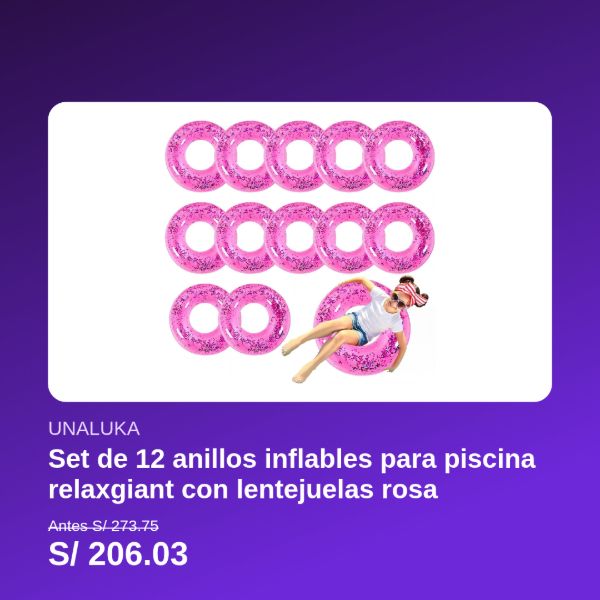 UNALUKA
Set de 12 anillos inflables para piscina
relaxgiant con lentejuelas rosa
Antes S/ 273.75
S/ 206.03